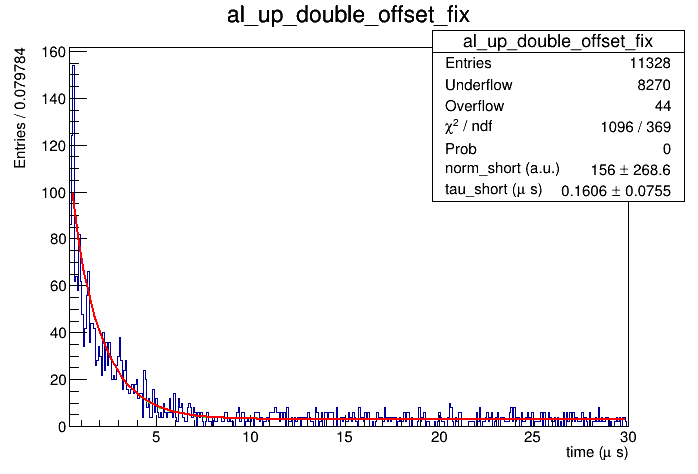 al_up_double_offset_fix
al_up_double_offset_fix
Entries 11328
Underflow 8270
Overflow 44
χ² / ndf 1096 / 369
Prob 0
norm_short (a.u.) 156 ± 268.6
tau_short (μ s) 0.1606 ± 0.0755
Entries / 0.079784
160
140
120
100
80
60
40
20
0
5 10 15 20 25 30
time (μ s)